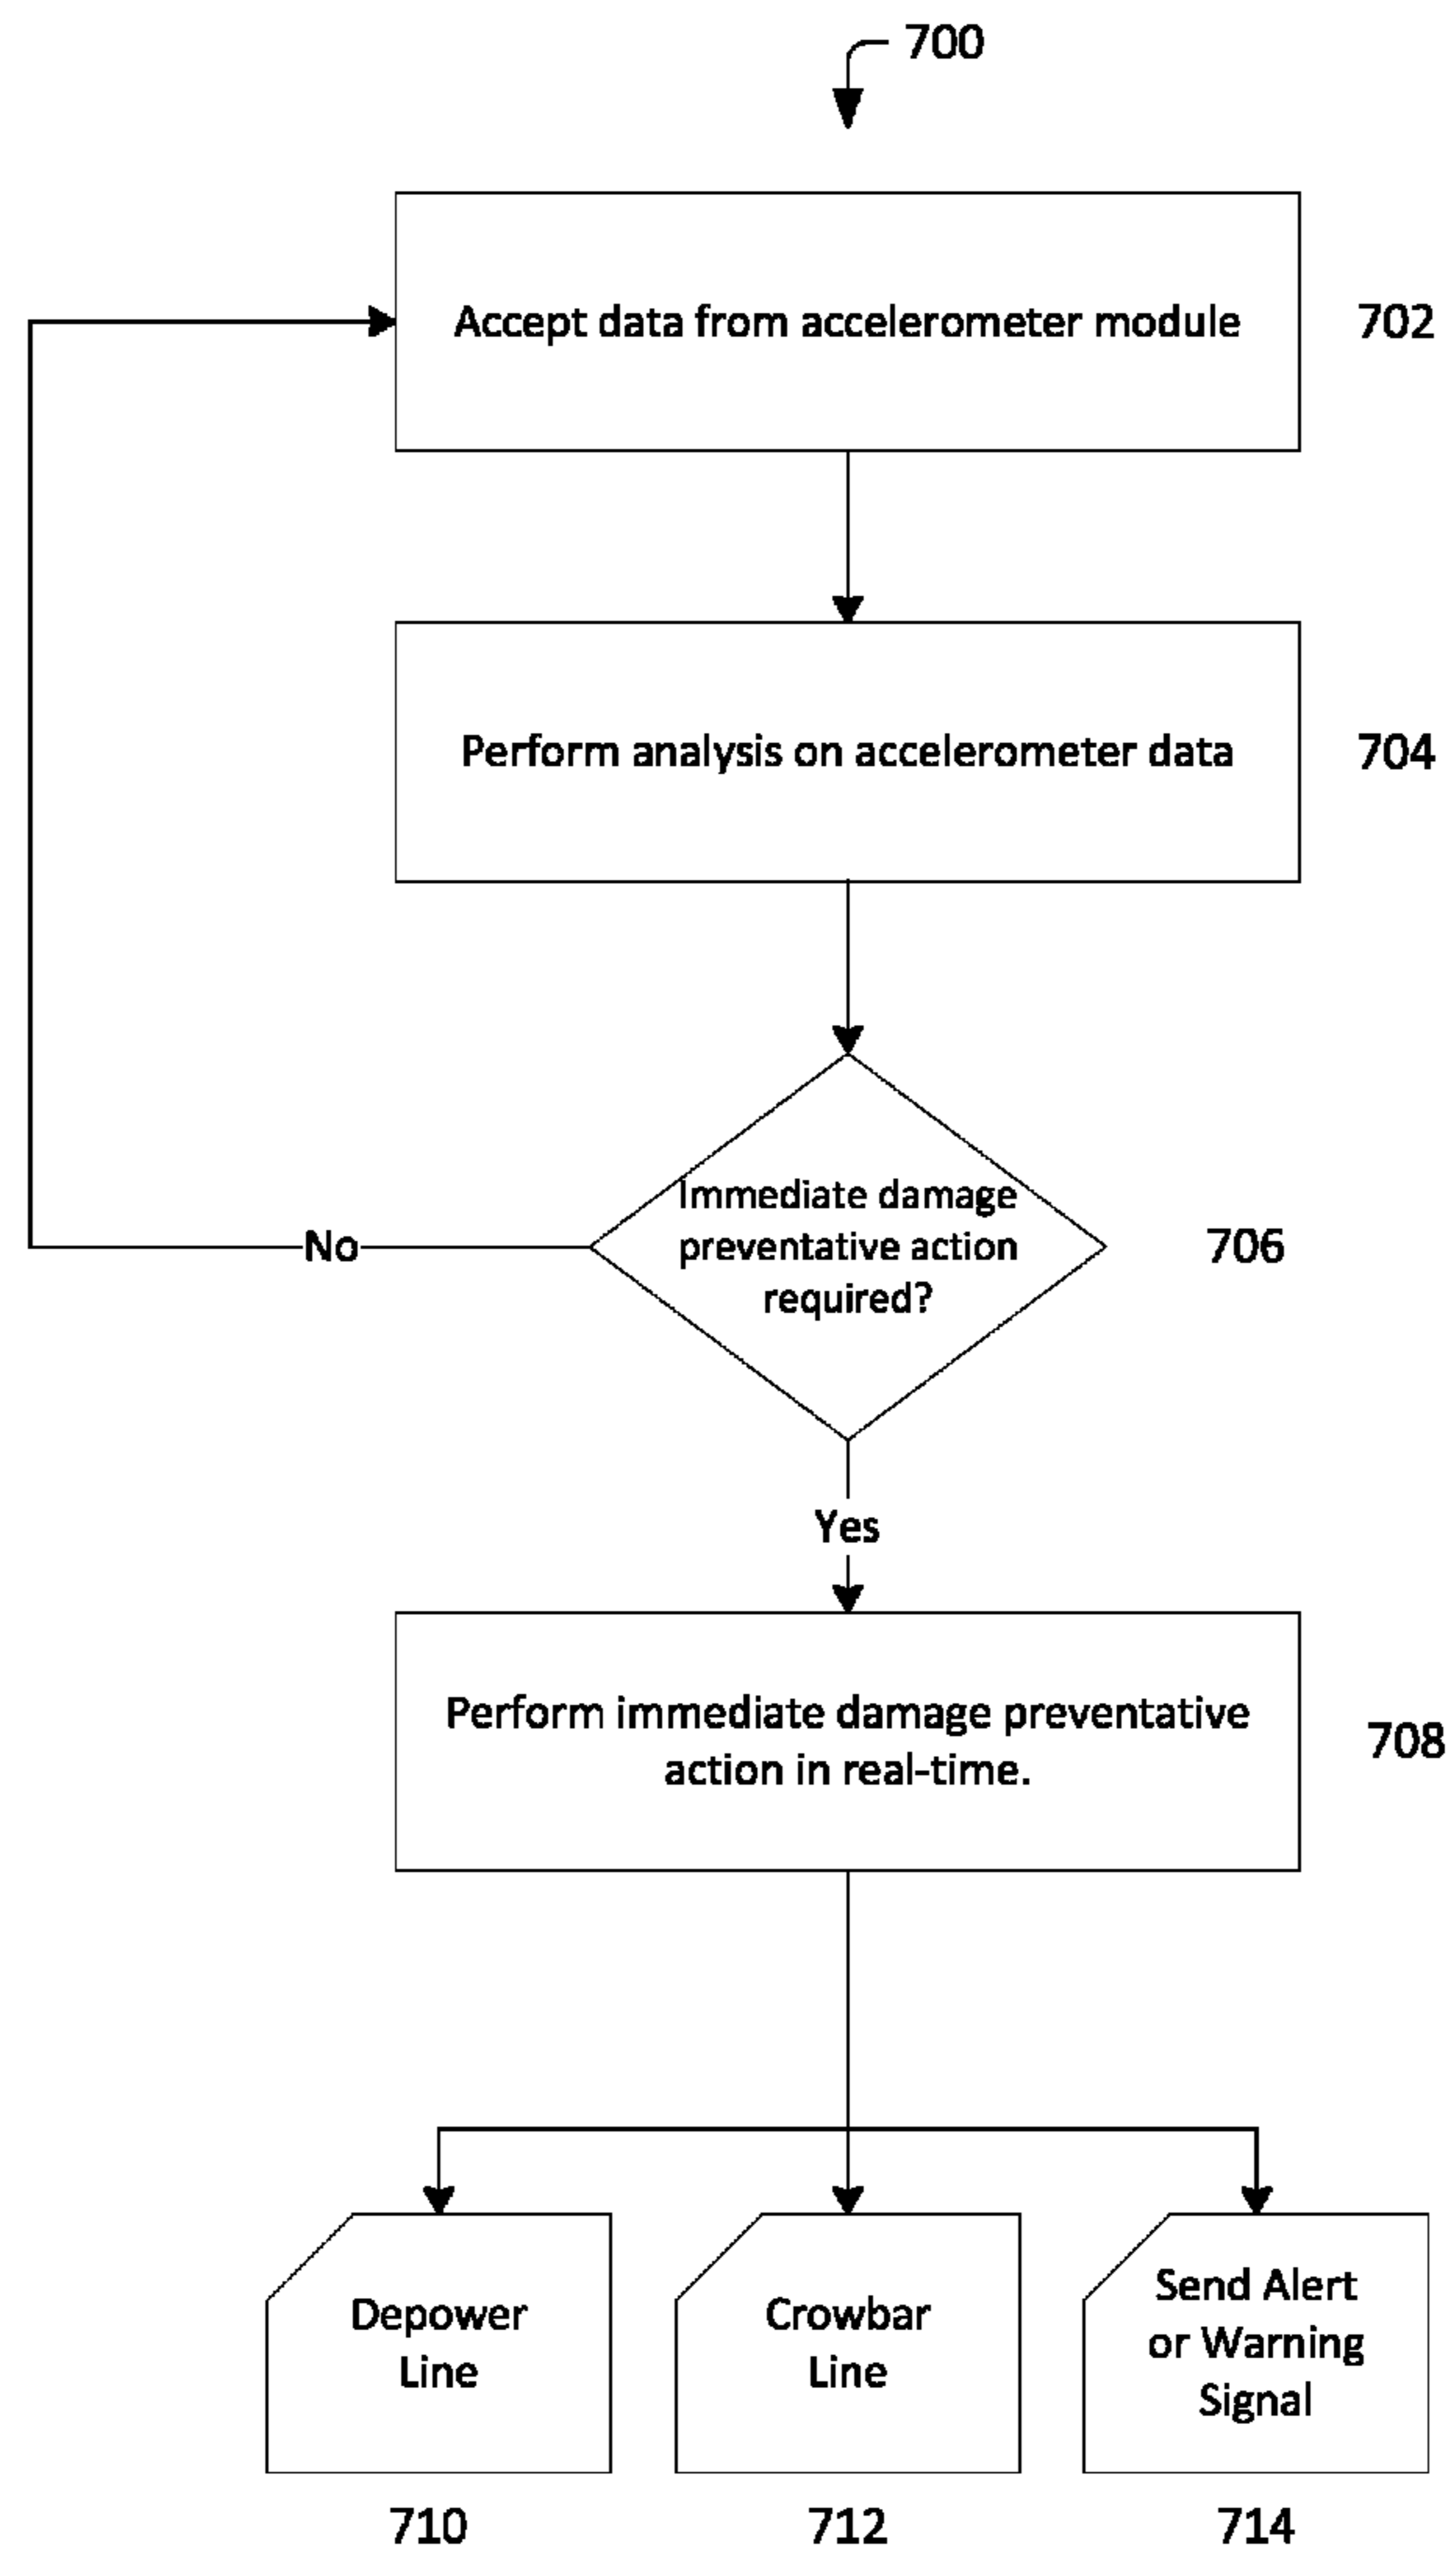 700
Accept data from accelerometer module
702
Perform analysis on accelerometer data
704
Immediate damage
preventative action
required?
706
No
Yes
Perform immediate damage preventative
action in real-time.
708
Depower
Line
Crowbar
Line
Send Alert
or Warning
Signal
710
712
714